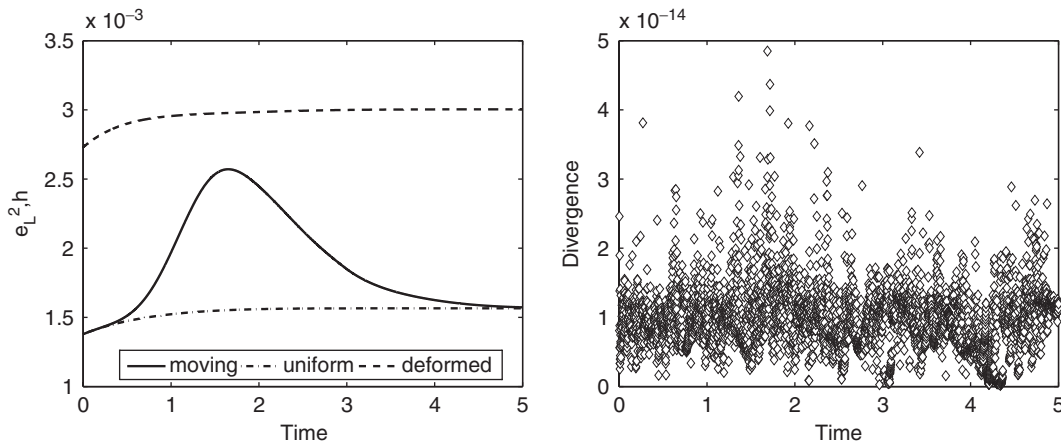 x 10⁻³
3.5
3
2.5
2
1.5
1
e_L²,h
moving uniform deformed
0 1 2 3 4 5
Time
x 10⁻¹⁴
5
4
3
2
1
0
Divergence
0 1 2 3 4 5
Time